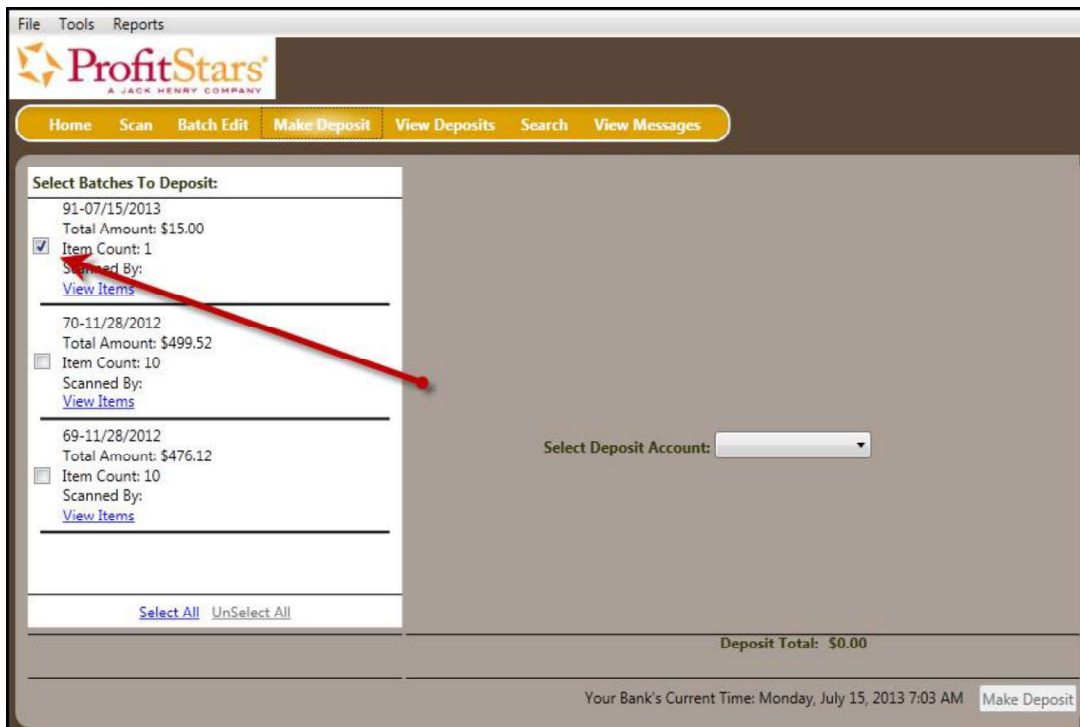 File Tools Reports
ProfitStars®
A JACK HENRY COMPANY
Home Scan Batch Edit Make Deposit View Deposits Search View Messages
Select Batches To Deposit:
91-07/15/2013
Total Amount: $15.00
Item Count: 1
Scanned By:
View Items
70-11/28/2012
Total Amount: $499.52
Item Count: 10
Scanned By:
View Items
69-11/28/2012
Total Amount: $476.12
Item Count: 10
Scanned By:
View Items
Select All UnSelect All
Select Deposit Account:
Deposit Total: $0.00
Your Bank's Current Time: Monday, July 15, 2013 7:03 AM Make Deposit